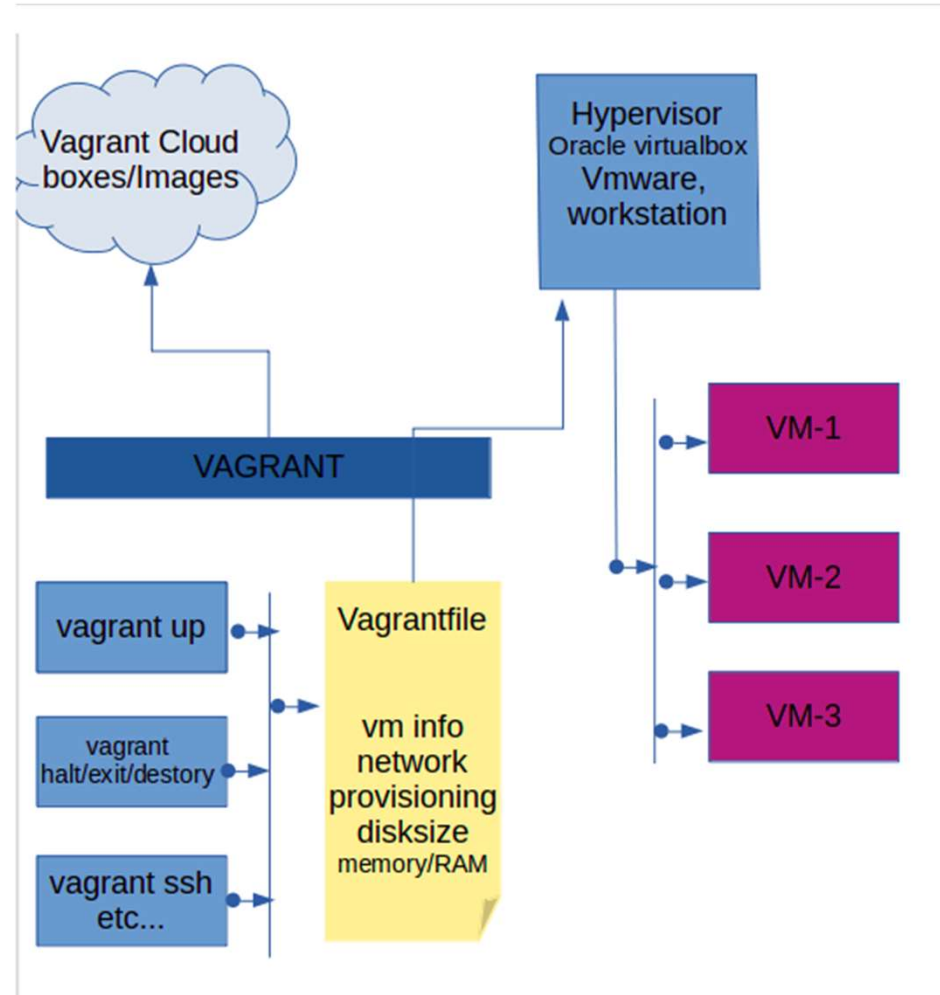 Vagrant Cloud
boxes/Images
Hypervisor
Oracle virtualbox
Vmware,
workstation
VAGRANT
VM-1
VM-2
VM-3
vagrant up
vagrant
halt/exit/destory
vagrant ssh
etc...
Vagrantfile
vm info
network
provisioning
disksize
memory/RAM